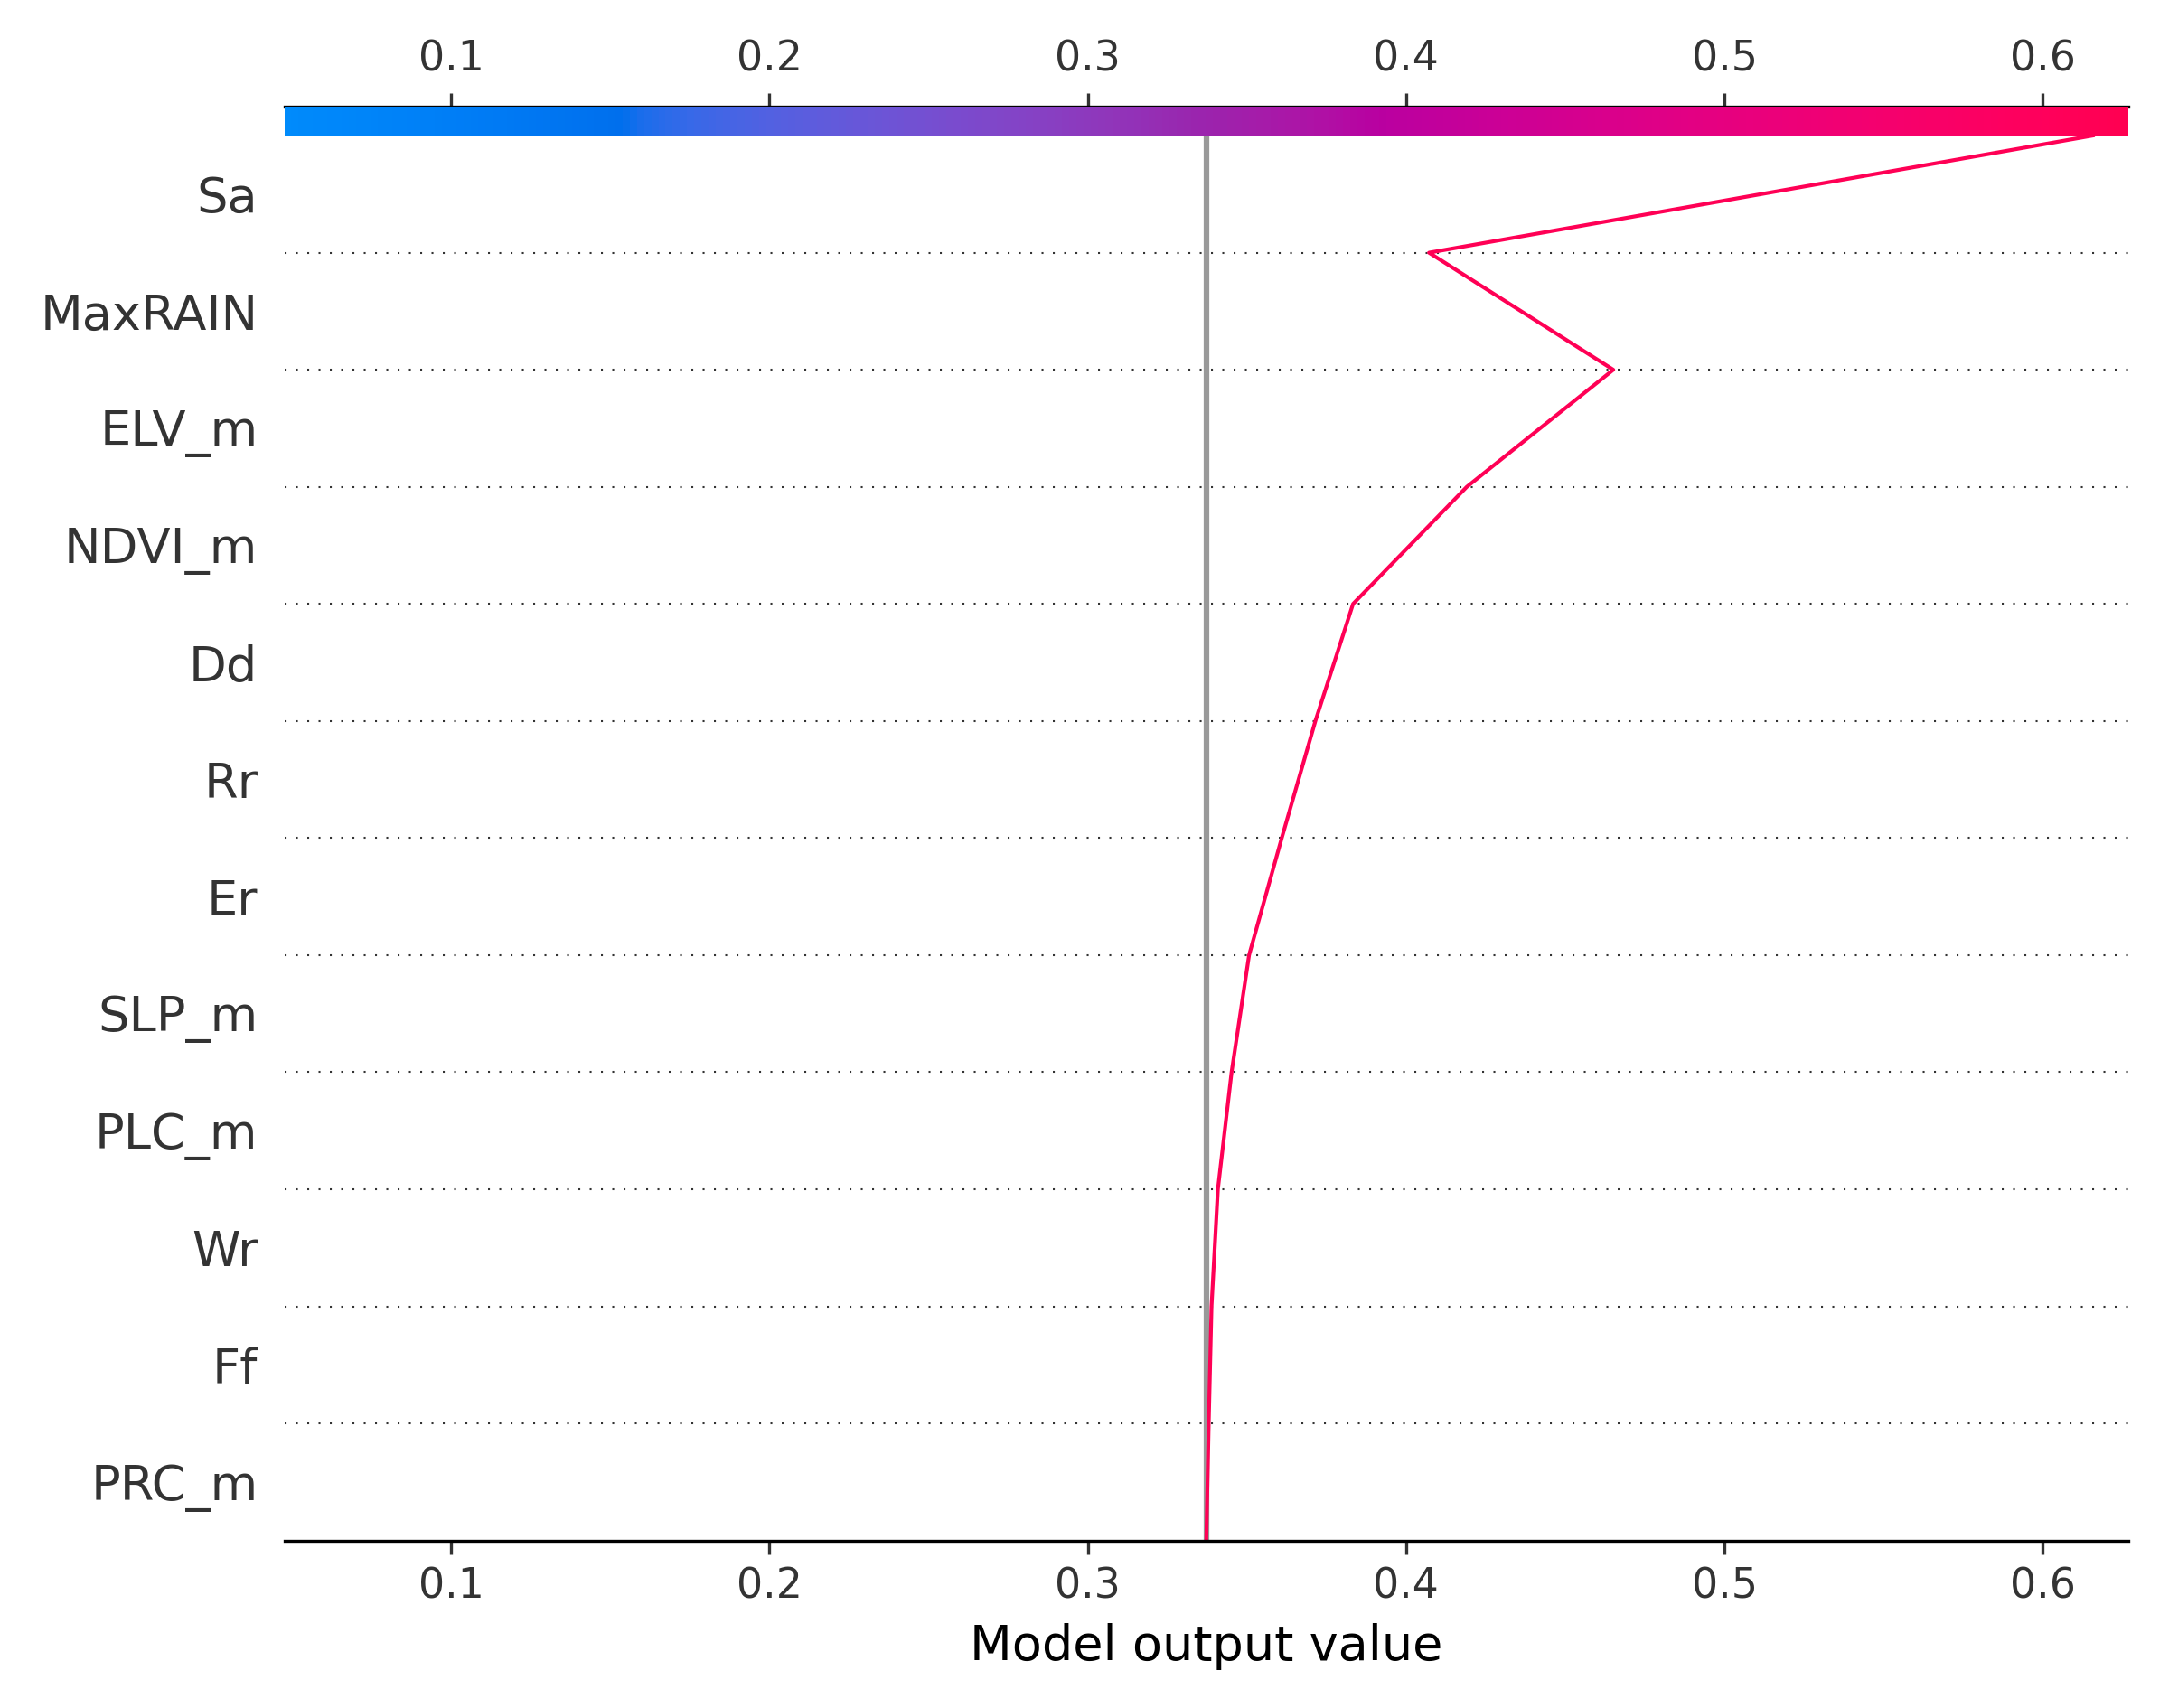 0.1 0.2 0.3 0.4 0.5 0.6
Sa
MaxRAIN
ELV_m
NDVI_m
Dd
Rr
Er
SLP_m
PLC_m
Wr
Ff
PRC_m
0.1 0.2 0.3 0.4 0.5 0.6
Model output value